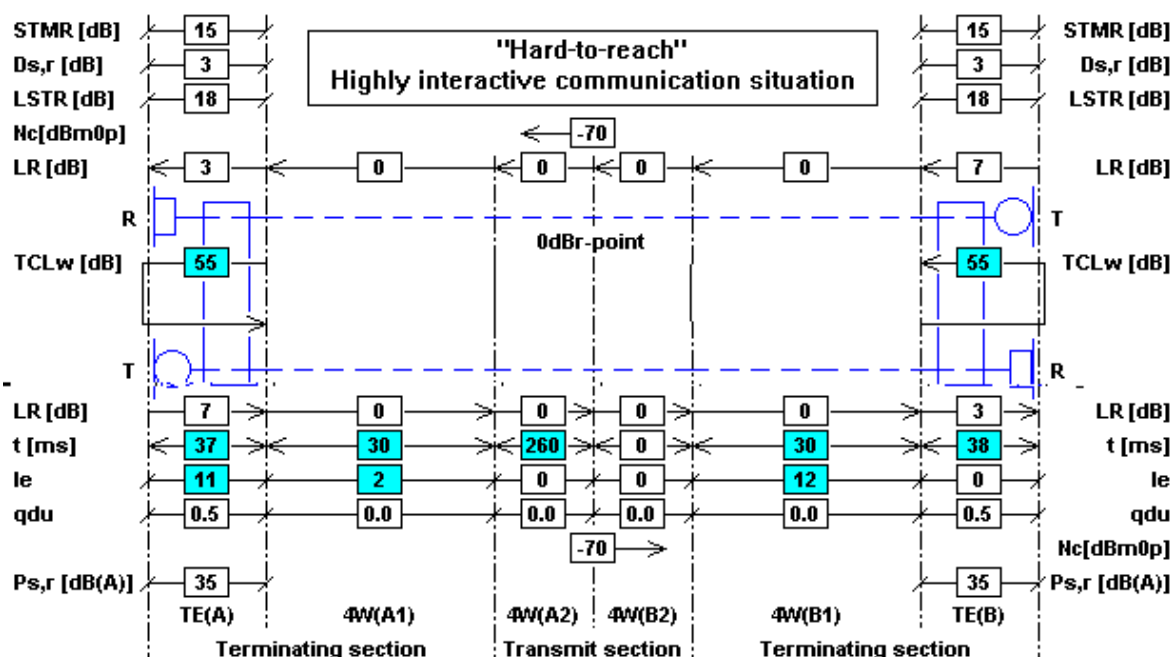 STMR [dB] 15 15 STMR [dB]
"Hard-to-reach"
Highly interactive communication situation
Ds,r [dB] 3 3 Ds,r [dB]
LSTR [dB] 18 18 LSTR [dB]
Nc[dBm0p] -70
LR [dB] 3 0 0 0 0 7 LR [dB]
R T
0dBr-point
TCLw [dB] 55 55 TCLw [dB]
T R
LR [dB] 7 0 0 0 0 3 LR [dB]
t [ms] 37 30 260 0 30 38 t [ms]
Ie 11 2 0 0 12 0 Ie
qdu 0.5 0.0 0.0 0.0 0.0 0.5 qdu
-70 Nc[dBm0p]
Ps,r [dB(A)] 35 35 Ps,r [dB(A)]
TE(A) 4W(A1) 4W(A2) 4W(B2) 4W(B1) TE(B)
Terminating section Transmit section Terminating section